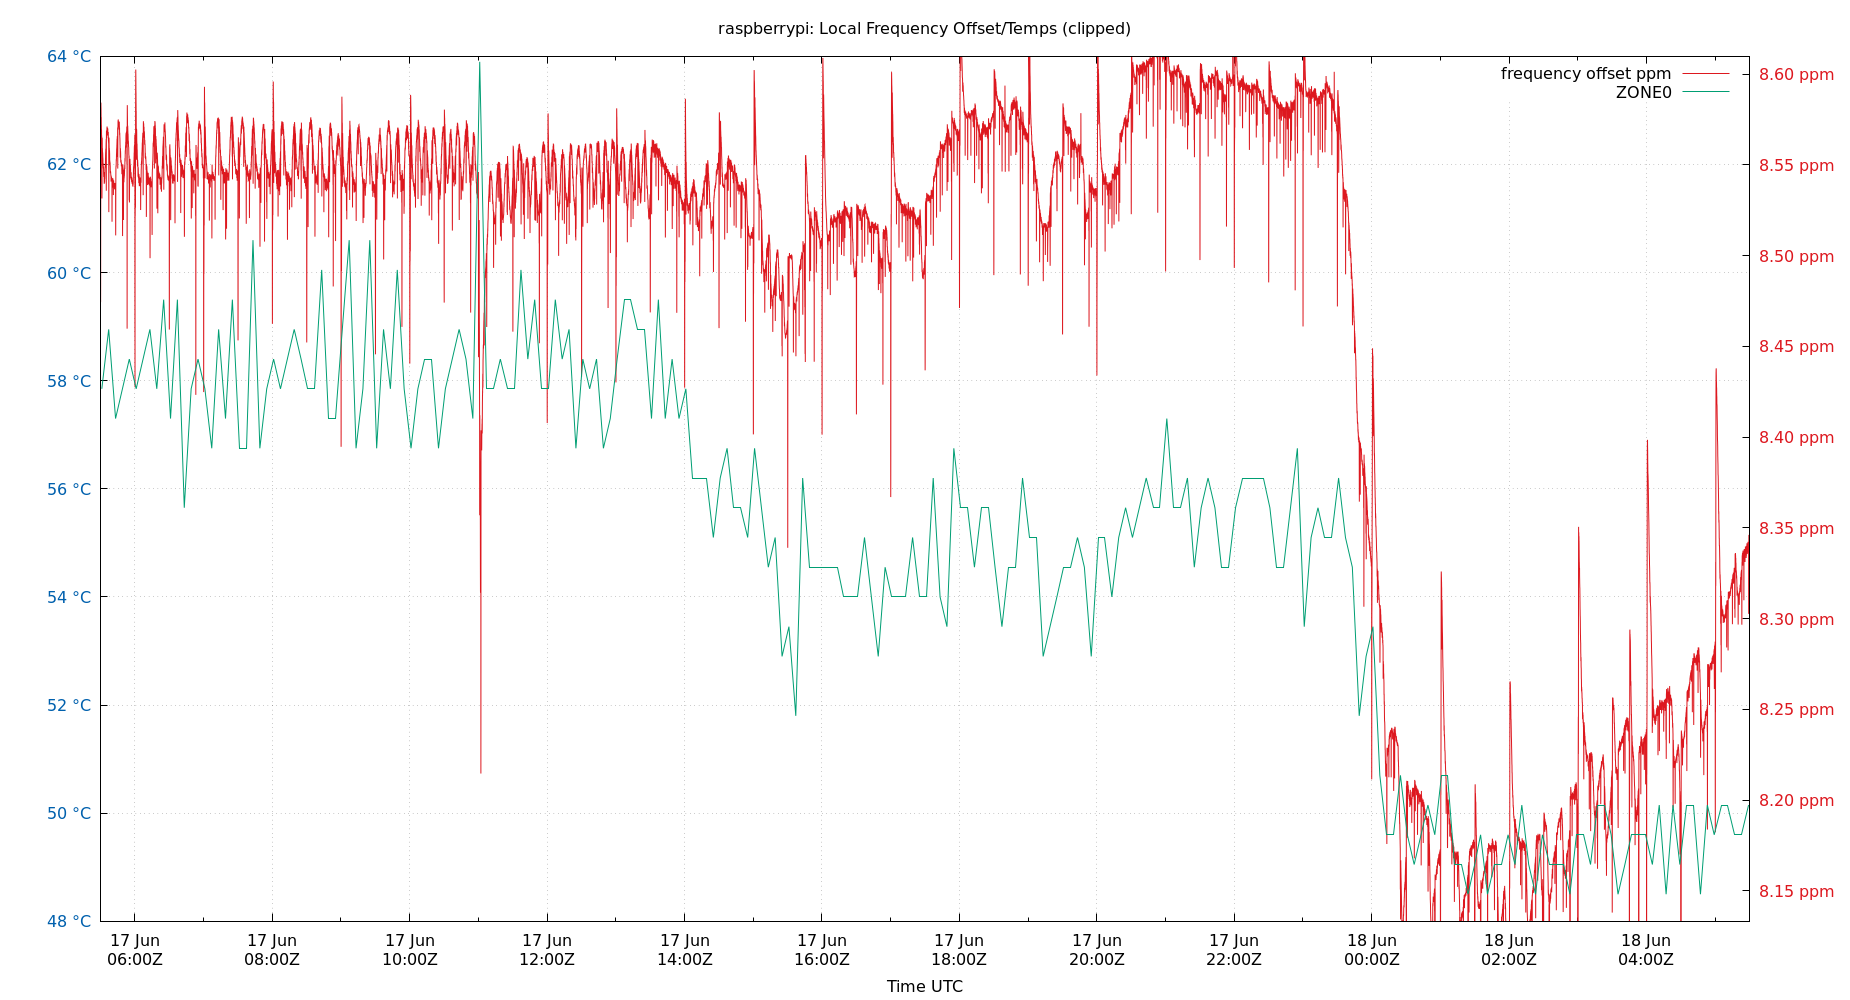 raspberrypi: Local Frequency Offset/Temps (clipped)
frequency offset ppm
ZONE0
64 °C
62 °C
60 °C
58 °C
56 °C
54 °C
52 °C
50 °C
48 °C
8.60 ppm
8.55 ppm
8.50 ppm
8.45 ppm
8.40 ppm
8.35 ppm
8.30 ppm
8.25 ppm
8.20 ppm
8.15 ppm
17 Jun
06:00Z
17 Jun
08:00Z
17 Jun
10:00Z
17 Jun
12:00Z
17 Jun
14:00Z
17 Jun
16:00Z
17 Jun
18:00Z
17 Jun
20:00Z
17 Jun
22:00Z
18 Jun
00:00Z
18 Jun
02:00Z
18 Jun
04:00Z
Time UTC